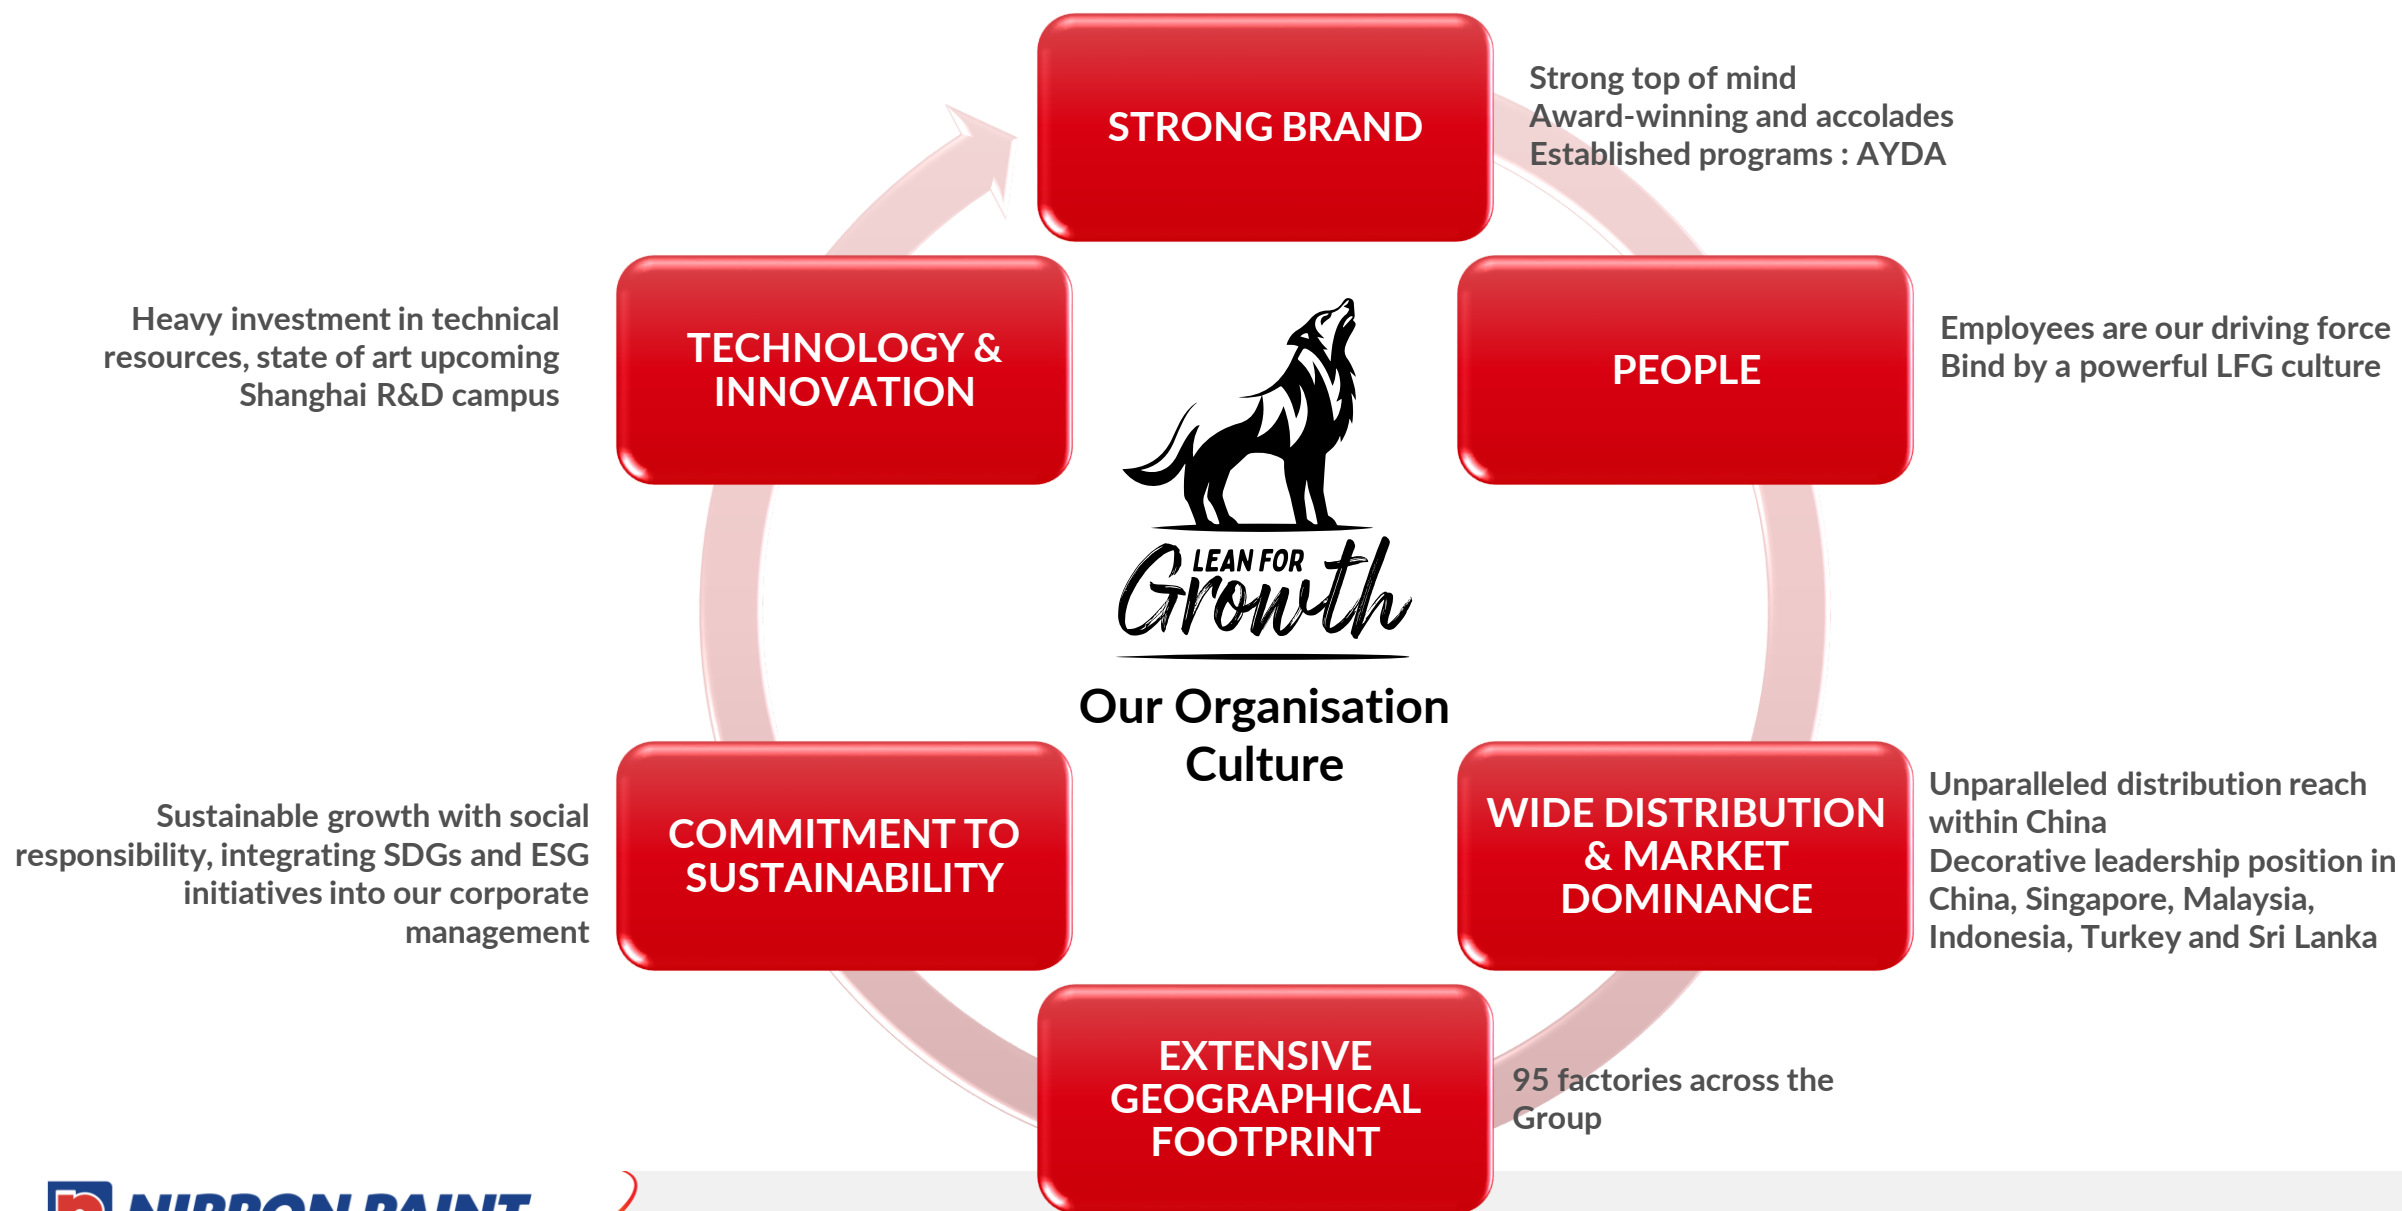 STRONG BRAND
Strong top of mind
Award-winning and accolades
Established programs : AYDA
PEOPLE
Employees are our driving force
Bind by a powerful LFG culture
WIDE DISTRIBUTION
& MARKET
DOMINANCE
Unparalleled distribution reach
within China
Decorative leadership position in
China, Singapore, Malaysia,
Indonesia, Turkey and Sri Lanka
EXTENSIVE
GEOGRAPHICAL
FOOTPRINT
95 factories across the
Group
COMMITMENT TO
SUSTAINABILITY
Sustainable growth with social
responsibility, integrating SDGs and ESG
initiatives into our corporate
management
TECHNOLOGY &
INNOVATION
Heavy investment in technical
resources, state of art upcoming
Shanghai R&D campus
LEAN FOR
Growth
Our Organisation
Culture
NIPPON PAINT